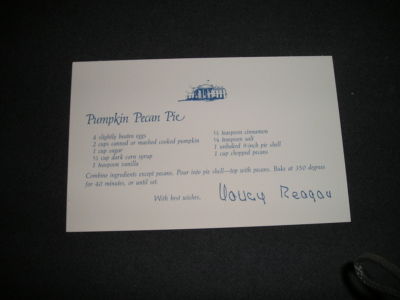 Pumpkin Pecan Pie
4 slightly beaten eggs
2 cups canned or mashed cooked pumpkin
1 cup sugar
½ cup dark corn syrup
1 teaspoon vanilla
½ teaspoon cinnamon
¼ teaspoon salt
1 unbaked 9-inch pie shell
1 cup chopped pecans
Combine ingredients except pecans. Pour into pie shell—top with pecans. Bake at 350 degrees
for 40 minutes, or until set.
With best wishes,
Nancy Reagan